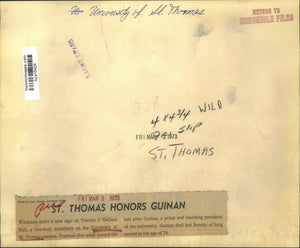 The University of St. Thomas
RETURN TO
CHRONICLE FILES
4 x 4 3/4 WILD
FRI MAR 2 1973
Slip
ST. THOMAS
FRI MAR 2 1973
ST. THOMAS HONORS GUINAN
Workmen erect a new sign on Vincent J. Guinan
Hall, a two-story dormitory on the University of
St. Thomas campus. Trustees this week named the
hall after Guinan, a priest and founding president
of the university. Guinan died last Sunday of lung
cancer at the age of 74.